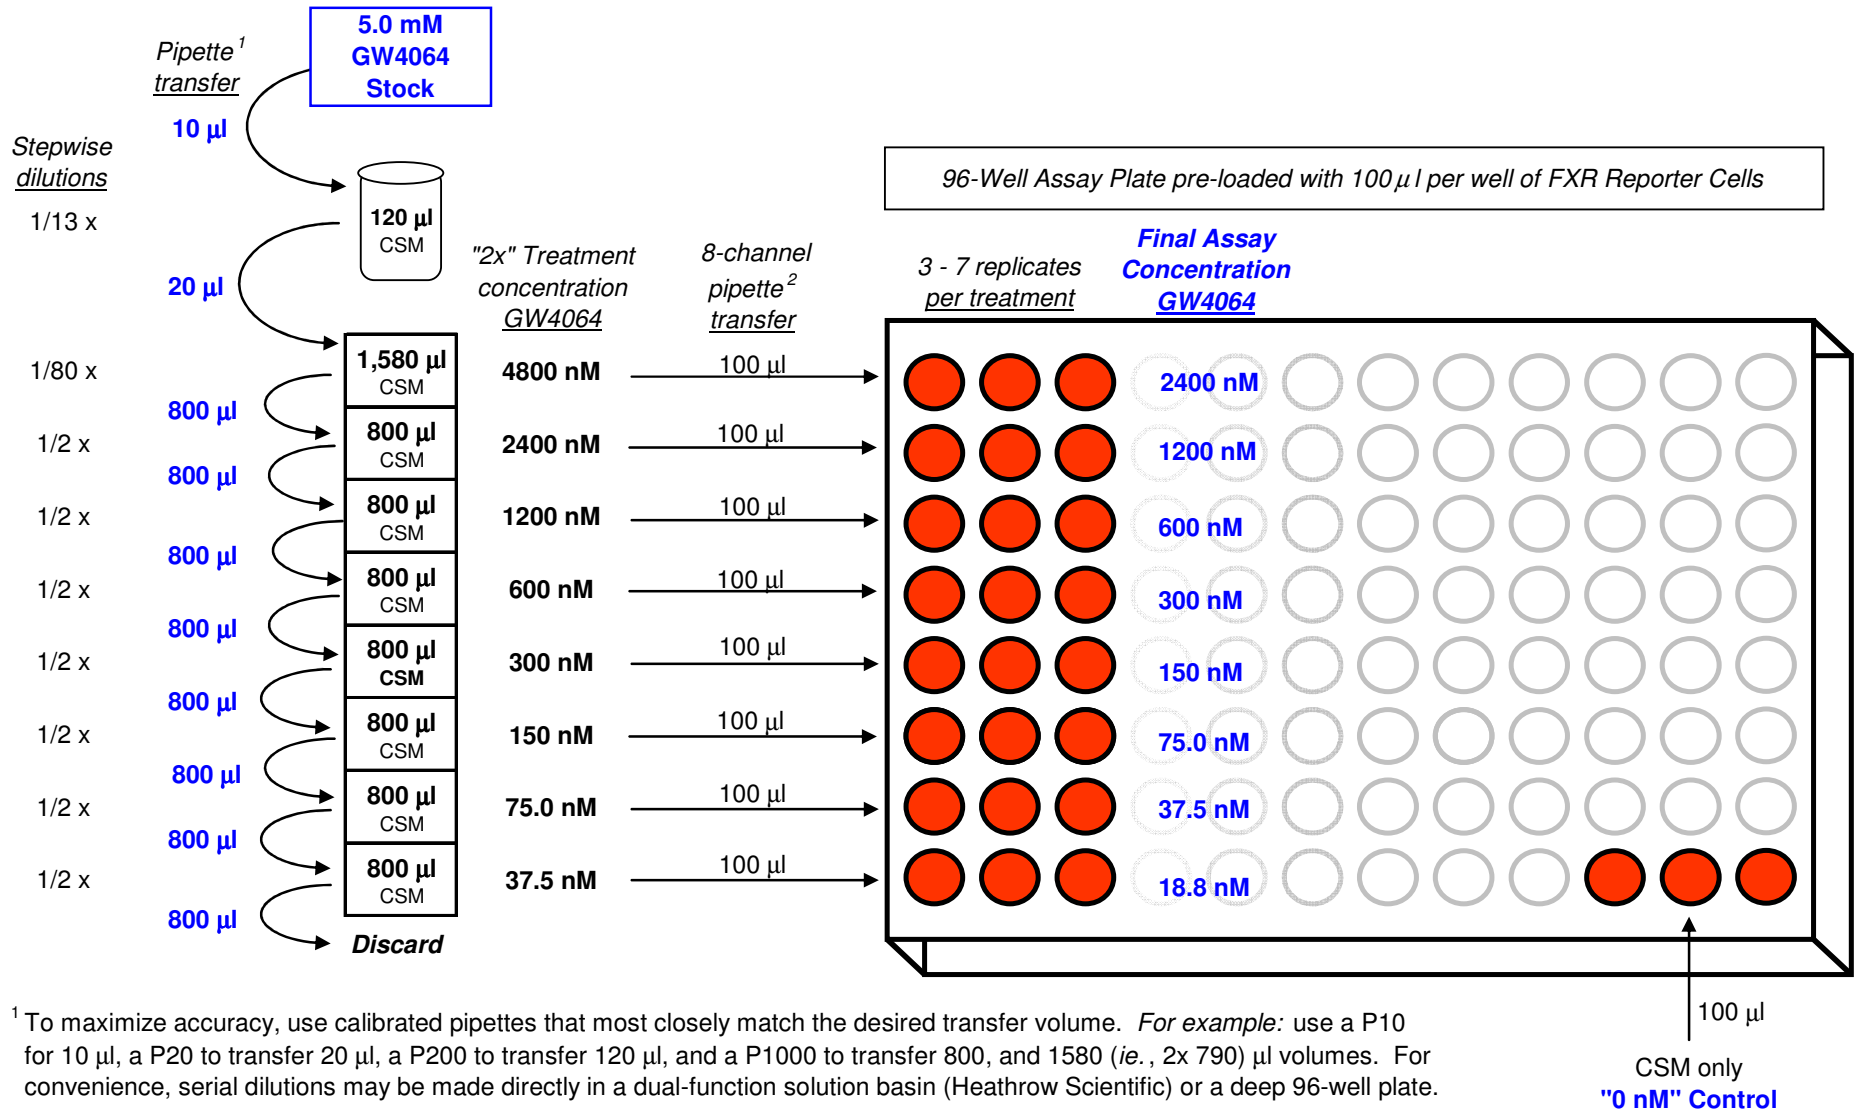 5.0 mM
GW4064
Stock
Pipette 1
transfer
10 µl
Stepwise
dilutions
1/13 x
120 µl
CSM
20 µl
"2x" Treatment
concentration
GW4064
8-channel
pipette 2
transfer
96-Well Assay Plate pre-loaded with 100 µ l per well of FXR Reporter Cells
3 - 7 replicates
per treatment
Final Assay
Concentration
GW4064
1/80 x
1,580 µl
CSM
4800 nM
100 µl
2400 nM
800 µl
1/2 x
800 µl
CSM
2400 nM
100 µl
1200 nM
800 µl
1/2 x
800 µl
CSM
1200 nM
100 µl
600 nM
800 µl
1/2 x
800 µl
CSM
600 nM
100 µl
300 nM
800 µl
1/2 x
800 µl
CSM
300 nM
100 µl
150 nM
800 µl
1/2 x
800 µl
CSM
150 nM
100 µl
75.0 nM
800 µl
1/2 x
800 µl
CSM
75.0 nM
100 µl
37.5 nM
800 µl
1/2 x
800 µl
CSM
37.5 nM
100 µl
18.8 nM
800 µl
Discard
100 µl
CSM only
"0 nM" Control
1 To maximize accuracy, use calibrated pipettes that most closely match the desired transfer volume. For example: use a P10
for 10 µl, a P20 to transfer 20 µl, a P200 to transfer 120 µl, and a P1000 to transfer 800, and 1580 (ie., 2x 790) µl volumes. For
convenience, serial dilutions may be made directly in a dual-function solution basin (Heathrow Scientific) or a deep 96-well plate.